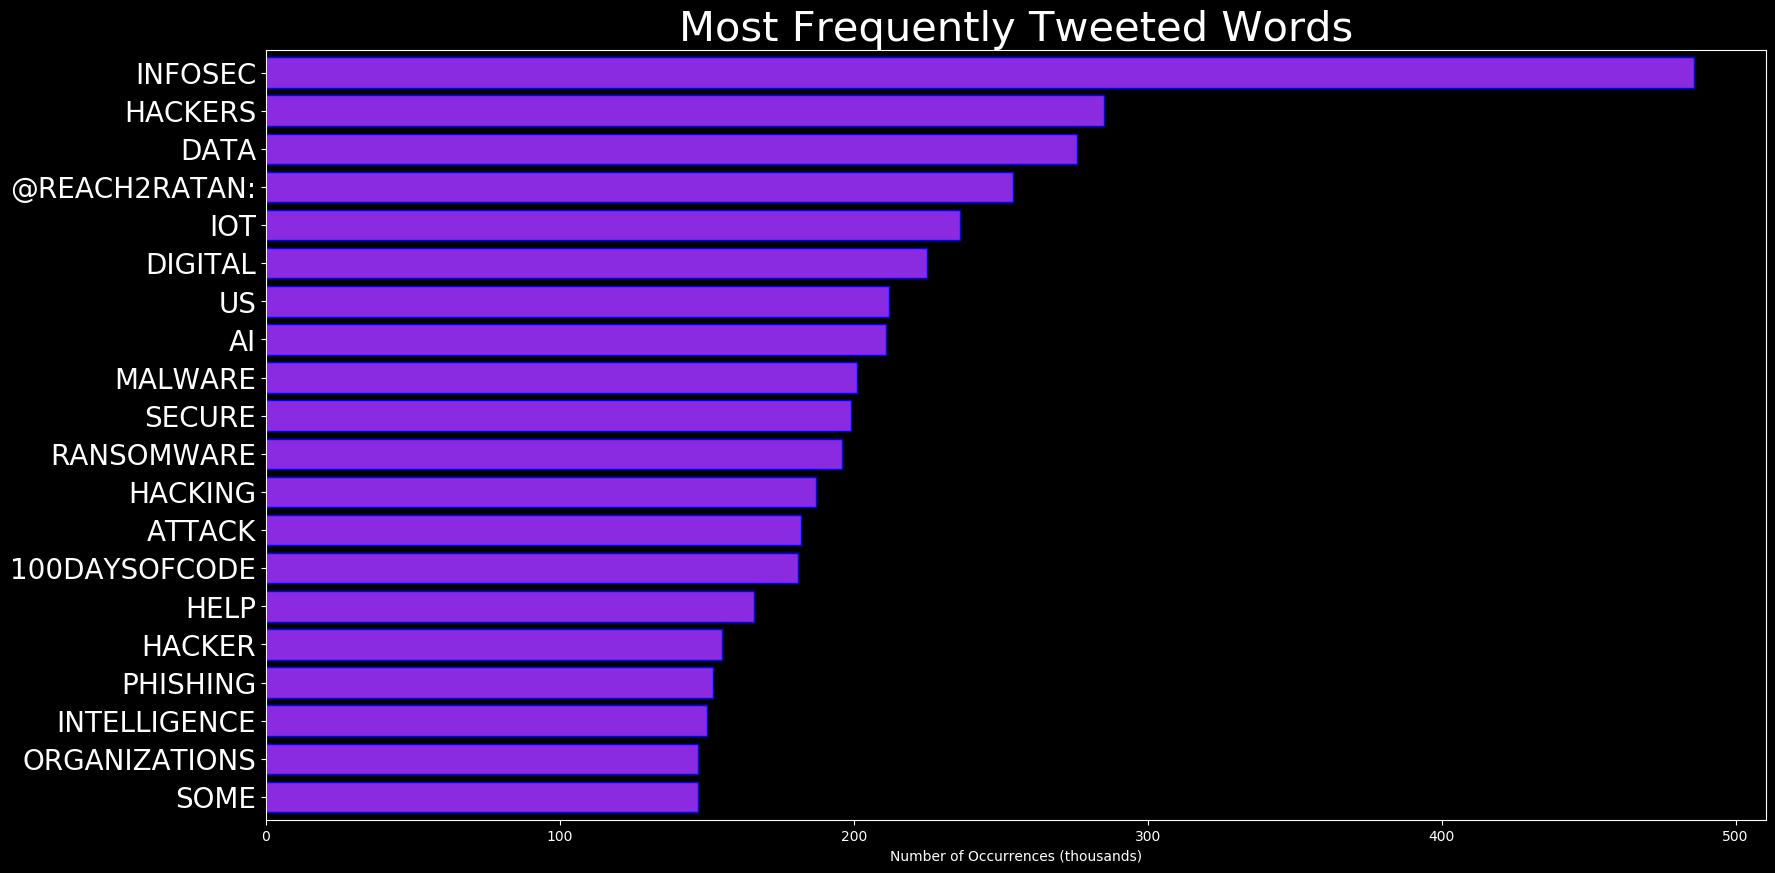 Most Frequently Tweeted Words
INFOSEC
HACKERS
DATA
@REACH2RATAN:
IOT
DIGITAL
US
AI
MALWARE
SECURE
RANSOMWARE
HACKING
ATTACK
100DAYSOFCODE
HELP
HACKER
PHISHING
INTELLIGENCE
ORGANIZATIONS
SOME
0 100 200 300 400 500
Number of Occurrences (thousands)